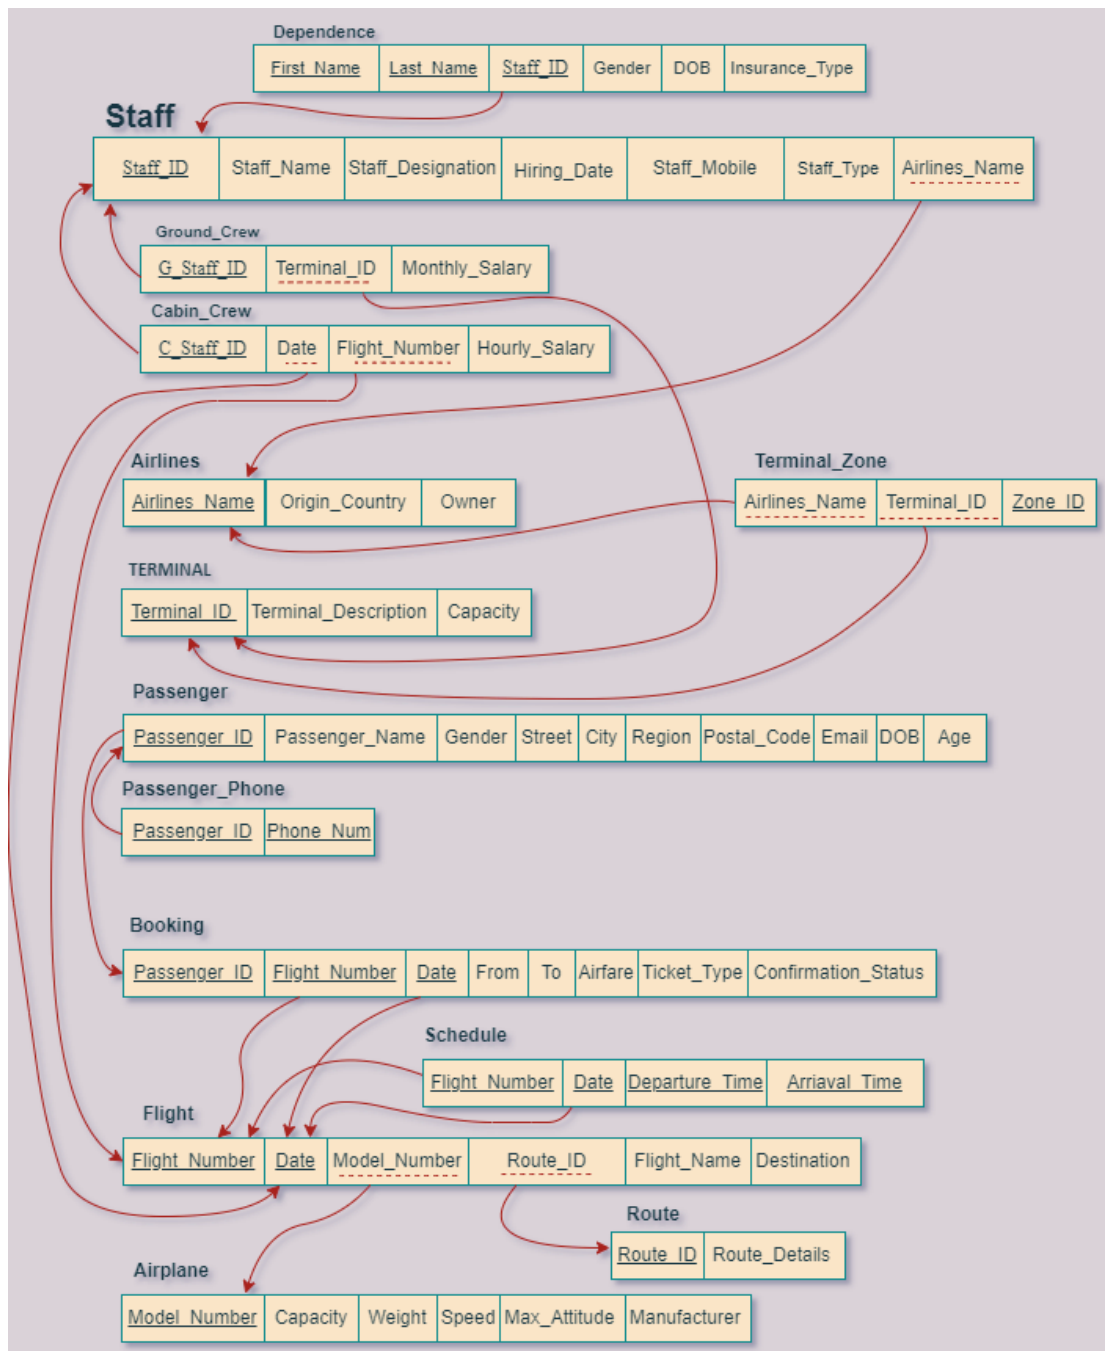 Dependence
First_Name Last_Name Staff_ID Gender DOB Insurance_Type
Staff
Staff_ID Staff_Name Staff_Designation Hiring_Date Staff_Mobile Staff_Type Airlines_Name
Ground_Crew
G_Staff_ID Terminal_ID Monthly_Salary
Cabin_Crew
C_Staff_ID Date Flight_Number Hourly_Salary
Airlines
Airlines_Name Origin_Country Owner
Terminal_Zone
Airlines_Name Terminal_ID Zone_ID
TERMINAL
Terminal_ID Terminal_Description Capacity
Passenger
Passenger_ID Passenger_Name Gender Street City Region Postal_Code Email DOB Age
Passenger_Phone
Passenger_ID Phone_Num
Booking
Passenger_ID Flight_Number Date From To Airfare Ticket_Type Confirmation_Status
Schedule
Flight_Number Date Departure_Time Arriaval_Time
Flight
Flight_Number Date Model_Number Route_ID Flight_Name Destination
Route
Route_ID Route_Details
Airplane
Model_Number Capacity Weight Speed Max_Attitude Manufacturer